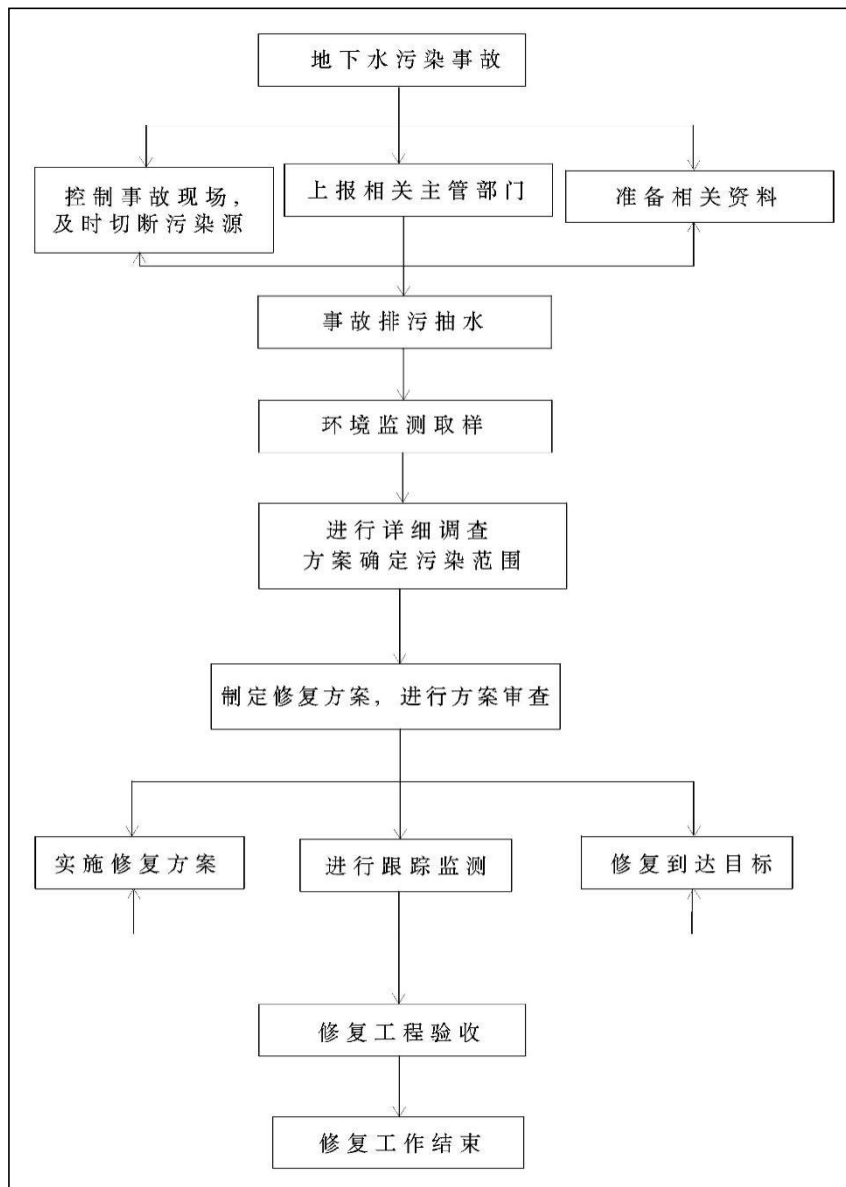 地下水污染事故
控制事故现场，
及时切断污染源
上报相关主管部门
准备相关资料
事故排污抽水
环境监测取样
进行详细调查
方案确定污染范围
制定修复方案，进行方案审查
实施修复方案
进行跟踪监测
修复到达目标
修复工程验收
修复工作结束